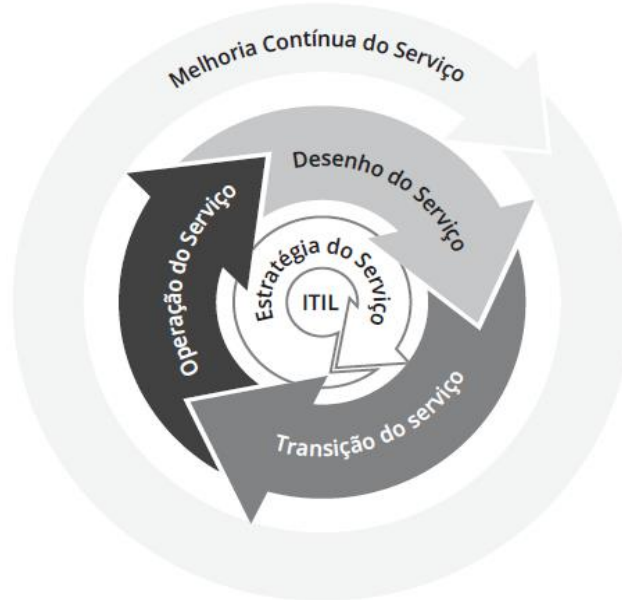 Melhoria Contínua do Serviço
Desenho do Serviço
Operação do Serviço
Estratégia do Serviço
ITIL
Transição do serviço